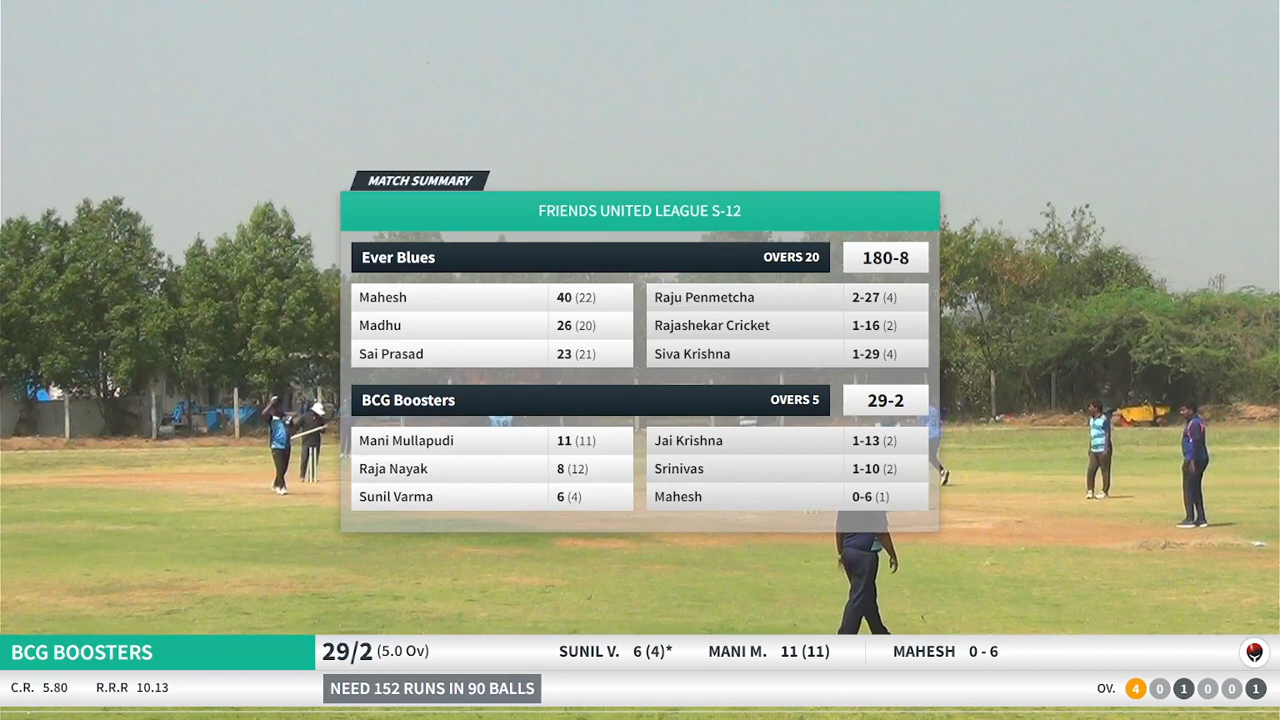 MATCH SUMMARY
FRIENDS UNITED LEAGUE S-12
Ever Blues OVERS 20 180-8
Mahesh 40 (22) Raju Penmetcha 2-27 (4)
Madhu 26 (20) Rajashekar Cricket 1-16 (2)
Sai Prasad 23 (21) Siva Krishna 1-29 (4)
BCG Boosters OVERS 5 29-2
Mani Mullapudi 11 (11) Jai Krishna 1-13 (2)
Raja Nayak 8 (12) Srinivas 1-10 (2)
Sunil Varma 6 (4) Mahesh 0-6 (1)
BCG BOOSTERS 29/2 (5.0 Ov) SUNIL V. 6 (4)* MANI M. 11 (11) MAHESH 0 - 6
C.R. 5.80 R.R.R 10.13 NEED 152 RUNS IN 90 BALLS OV. 4 0 1 0 0 1